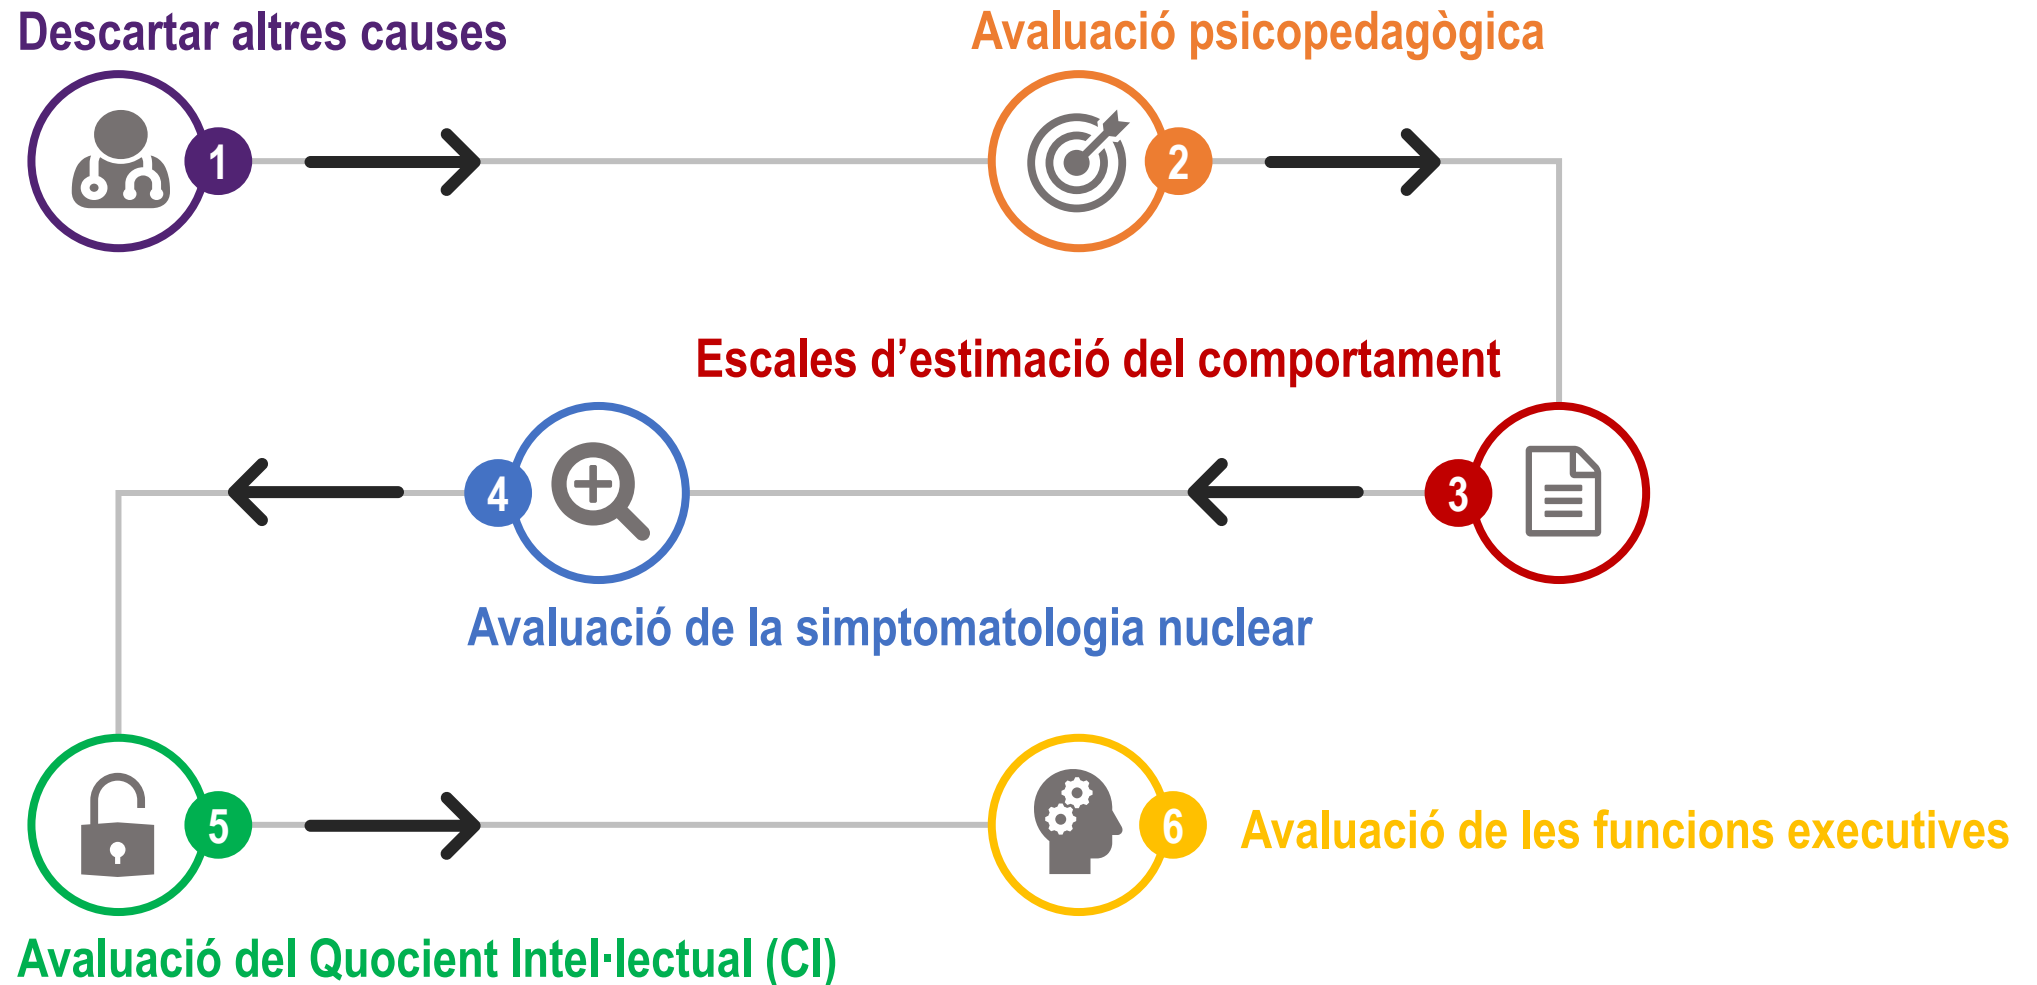 Descartar altres causes
1
Avaluació psicopedagògica
2
Escales d’estimació del comportament
3
4
Avaluació de la simptomatologia nuclear
5
Avaluació del Quocient Intel·lectual (CI)
6
Avaluació de les funcions executives